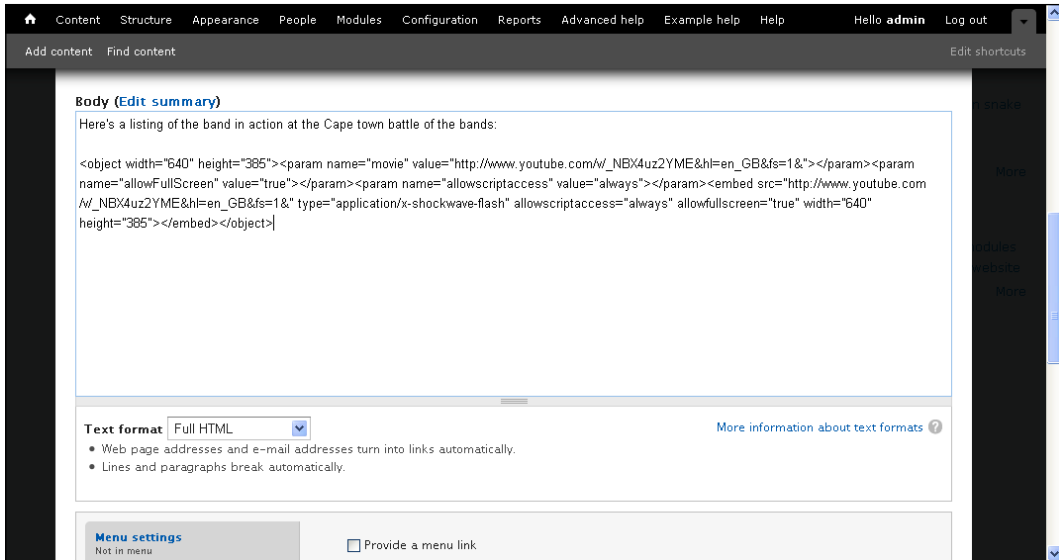 Content Structure Appearance People Modules Configuration Reports Advanced help Example help Help Hello admin Log out
Add content Find content Edit shortcuts
Body (Edit summary)
Here's a listing of the band in action at the Cape town battle of the bands:
<object width="640" height="385"><param name="movie" value="http://www.youtube.com/v/_NBX4uz2YME&hl=en_GB&fs=1&"></param><param
name="allowFullScreen" value="true"></param><param name="allowscriptaccess" value="always"></param><embed src="http://www.youtube.com
/v/_NBX4uz2YME&hl=en_GB&fs=1&" type="application/x-shockwave-flash" allowscriptaccess="always" allowfullscreen="true" width="640"
height="385"></embed></object>
snake
More
website
More
Text format Full HTML More information about text formats ?
Web page addresses and e-mail addresses turn into links automatically.
Lines and paragraphs break automatically.
Menu settings
Not in menu
Provide a menu link